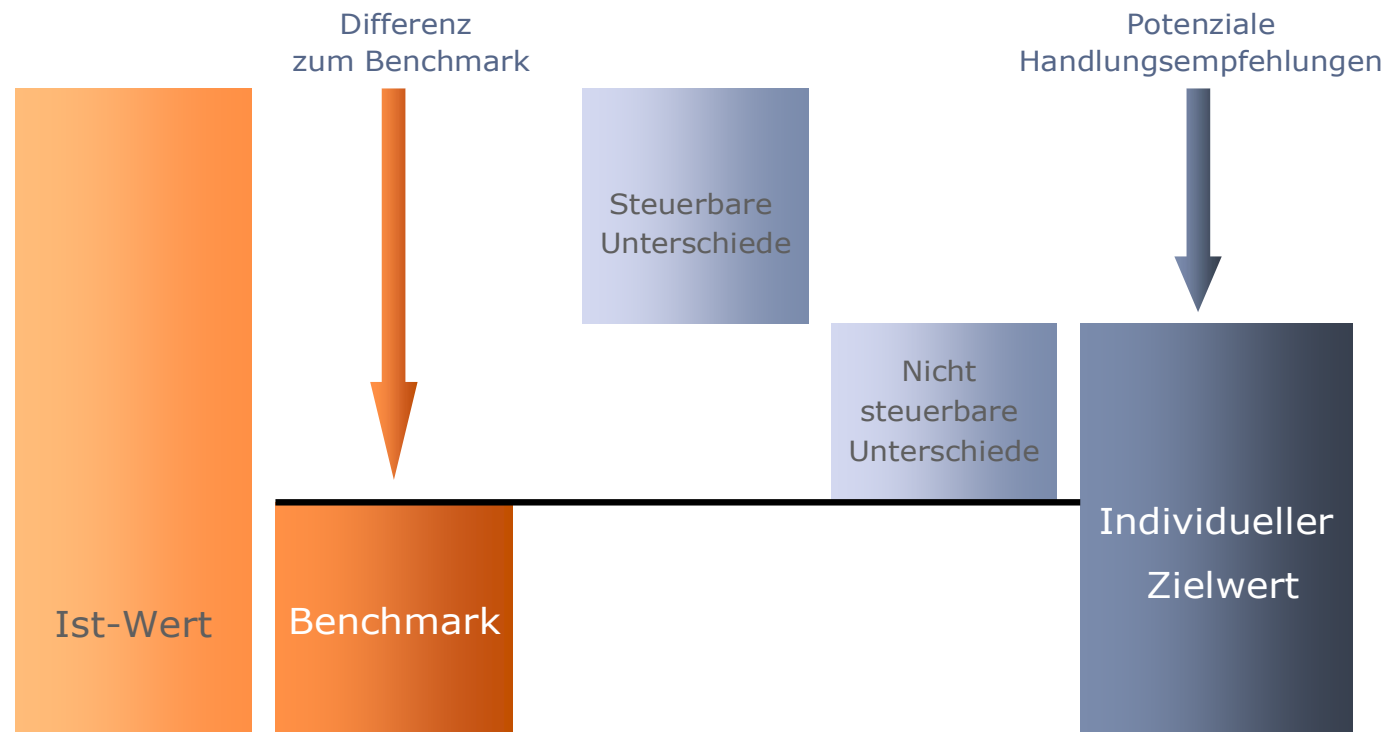 Differenz
zum Benchmark
Potenziale
Handlungsempfehlungen
Steuerbare
Unterschiede
Nicht
steuerbare
Unterschiede
Ist-Wert
Benchmark
Individueller
Zielwert